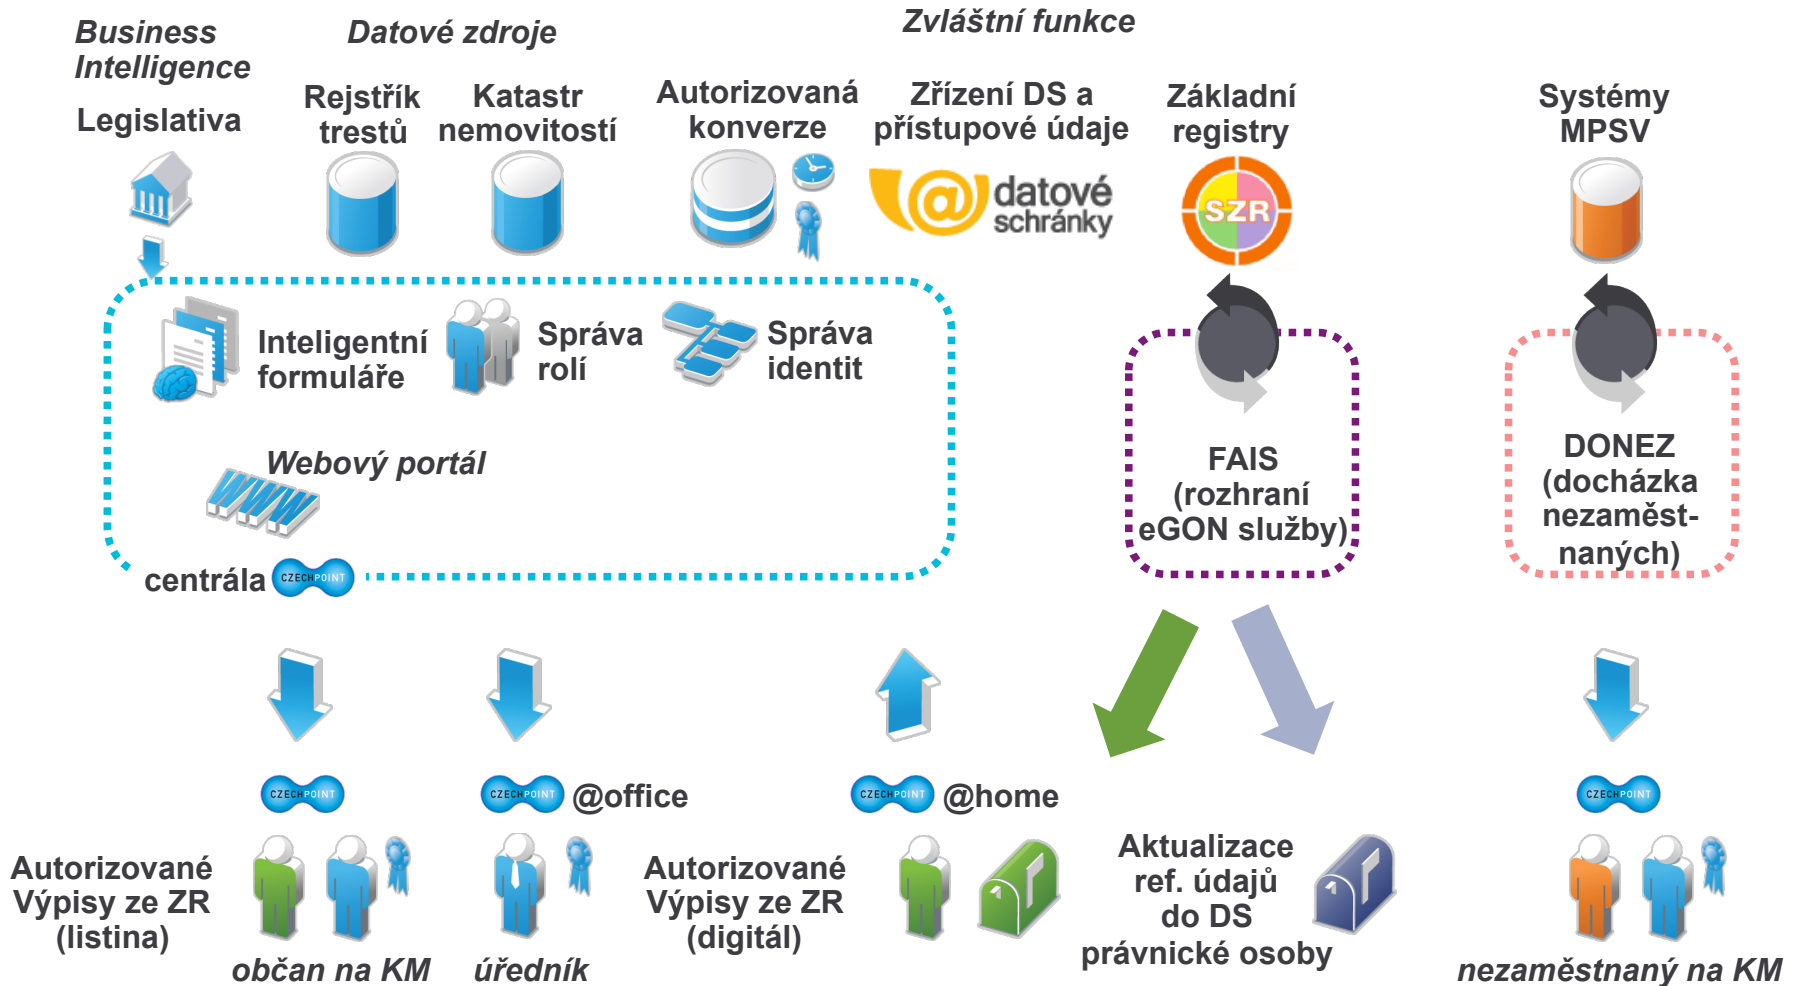 Business
Intelligence
Datové zdroje
Zvláštní funkce
Legislativa
Rejstřík
trestů
Katastr
nemovitostí
Autorizovaná
konverze
Zřízení DS a
přístupové údaje
Základní
registry
Systémy
MPSV
datové
schránky
SZR
Inteligentní
formuláře
Správa
rolí
Správa
identit
Webový portál
WWW
centrála
CZECHPOINT
FAIS
(rozhraní
eGON služby)
DONEZ
(docházka
nezaměst-
naných)
CZECHPOINT
CZECHPOINT @office
CZECHPOINT @home
CZECHPOINT
Autorizované
Výpisy ze ZR
(listina)
občan na KM
úředník
Autorizované
Výpisy ze ZR
(digitál)
Aktualizace
ref. údajů
do DS
právnické osoby
nezaměstnaný na KM